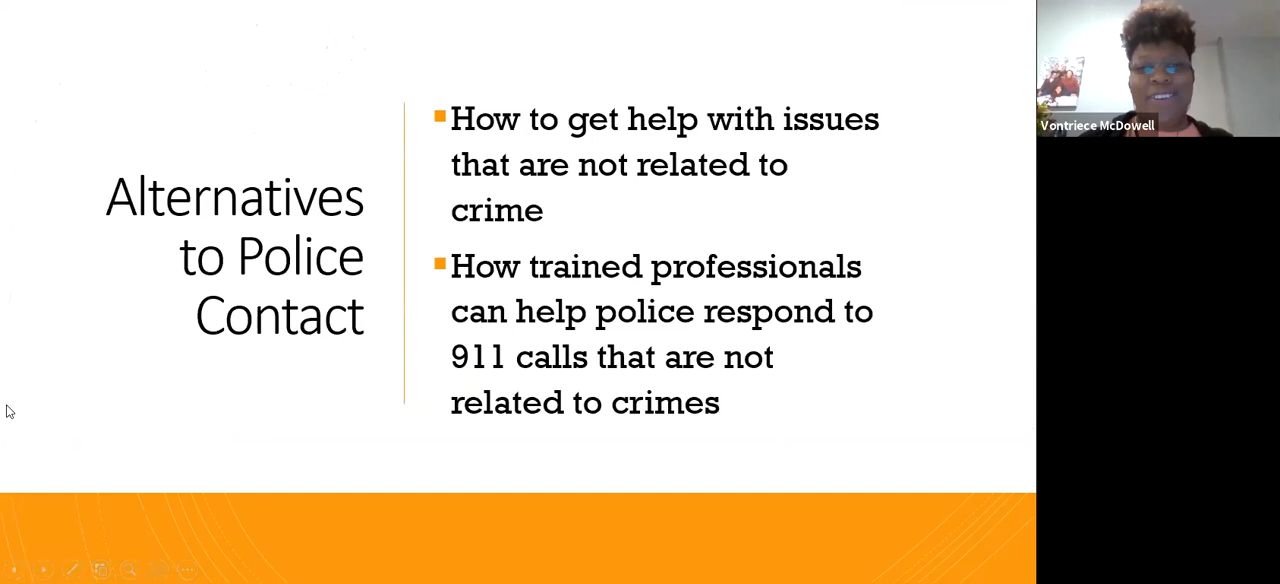 Alternatives
to Police
Contact
How to get help with issues
that are not related to
crime
How trained professionals
can help police respond to
911 calls that are not
related to crimes
Vontriece McDowell